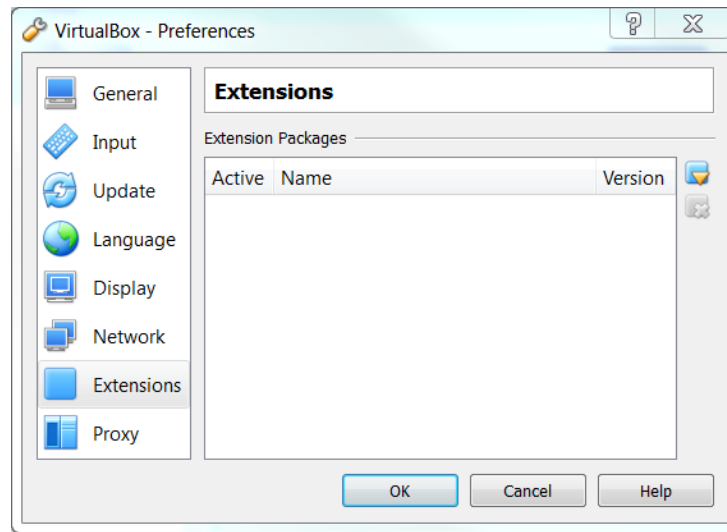 VirtualBox - Preferences
General
Input
Update
Language
Display
Network
Extensions
Proxy
Extensions
Extension Packages
Active Name Version
OK Cancel Help